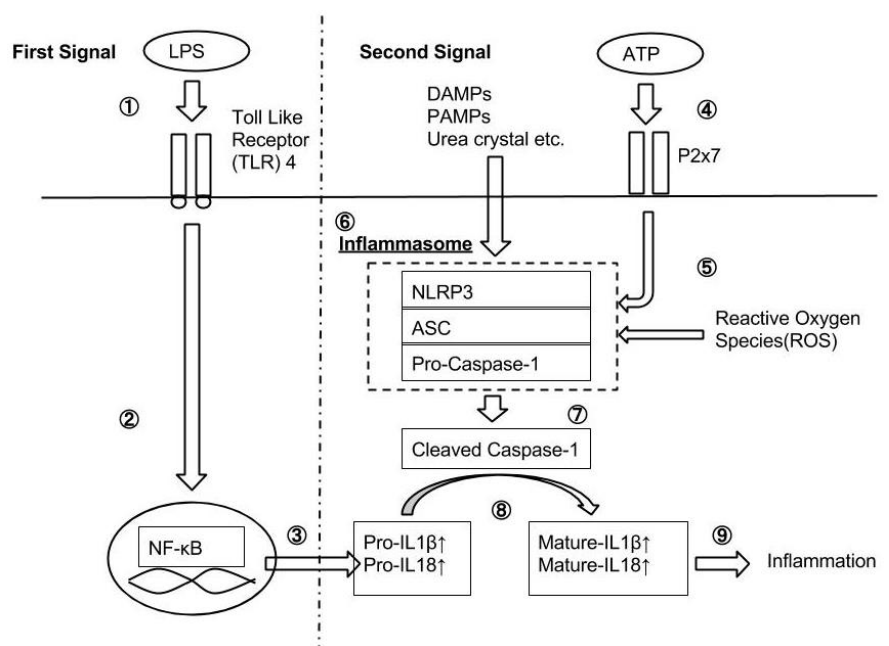 First Signal
LPS
①
Toll Like
Receptor
(TLR) 4
②
NF-κB
③
Second Signal
ATP
DAMPs
PAMPs
Urea crystal etc.
④
P2x7
⑤
⑥
Inflammasome
NLRP3
ASC
Pro-Caspase-1
Reactive Oxygen
Species(ROS)
⑦
Cleaved Caspase-1
⑧
Pro-IL1β↑
Pro-IL18↑
Mature-IL1β↑
Mature-IL18↑
⑨
Inflammation